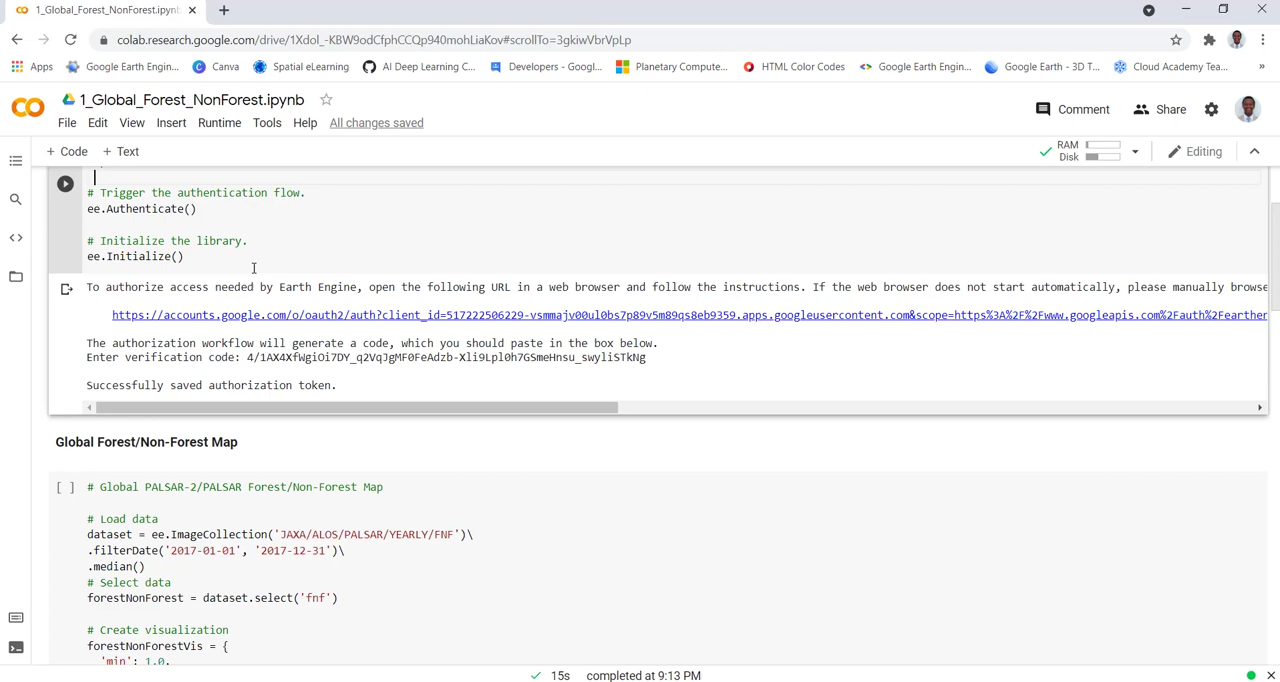 1_Global_Forest_NonForest.ipynb
colab.research.google.com/drive/1Xdol_-KBW9odCfphCCQp940mohLiaKov#scrollTo=3gkiwVbrVpLp
Apps
Google Earth Engin...
Canva
Spatial eLearning
AI Deep Learning C...
Developers - Googl...
Planetary Compute...
HTML Color Codes
Google Earth Engin...
Google Earth - 3D T...
Cloud Academy Tea...
»
CO
1_Global_Forest_NonForest.ipynb
File Edit View Insert Runtime Tools Help All changes saved
Comment
Share
+ Code + Text
RAM
Disk
Editing
# Trigger the authentication flow.
ee.Authenticate()
# Initialize the library.
ee.Initialize()
To authorize access needed by Earth Engine, open the following URL in a web browser and follow the instructions. If the web browser does not start automatically, please manually browse
https://accounts.google.com/o/oauth2/auth?client_id=517222506229-vsmmajv00ul0bs7p89v5m89qs8eb9359.apps.googleusercontent.com&scope=https%3A%2F%2Fwww.googleapis.com%2Fauth%2Fearthen
The authorization workflow will generate a code, which you should paste in the box below.
Enter verification code: 4/1AX4XfWgiOi7DY_q2VqJgMF0FeAdzb-Xli9Lpl0h7GSmeHnsu_swyliSTkNg
Successfully saved authorization token.
Global Forest/Non-Forest Map
[ ] # Global PALSAR-2/PALSAR Forest/Non-Forest Map
# Load data
dataset = ee.ImageCollection('JAXA/ALOS/PALSAR/YEARLY/FNF')\
.filterDate('2017-01-01', '2017-12-31')\
.median()
# Select data
forestNonForest = dataset.select('fnf')
# Create visualization
forestNonForestVis = {
'min': 1.0,
15s completed at 9:13 PM